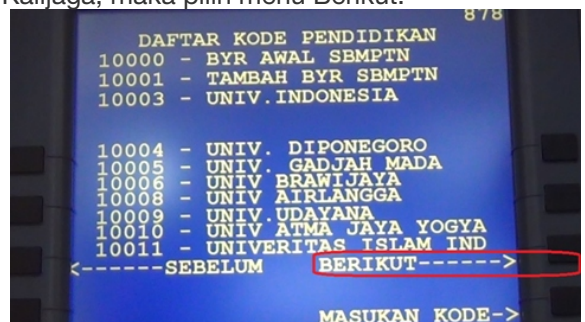 Kalijaga, maka pilih menu Berikut.
878
DAFTAR KODE PENDIDIKAN
10000 - BYR AWAL SBMPTN
10001 - TAMBAH BYR SBMPTN
10003 - UNIV.INDONESIA
10004 - UNIV. DIPONEGORO
10005 - UNIV. GADJAH MADA
10006 - UNIV BRAWIJAYA
10008 - UNIV AIRLANGGA
10009 - UNIV.UDAYANA
10010 - UNIV ATMA JAYA YOGYA
10011 - UNIVERITAS ISLAM IND
<------SEBELUM BERIKUT------>
MASUKAN KODE->